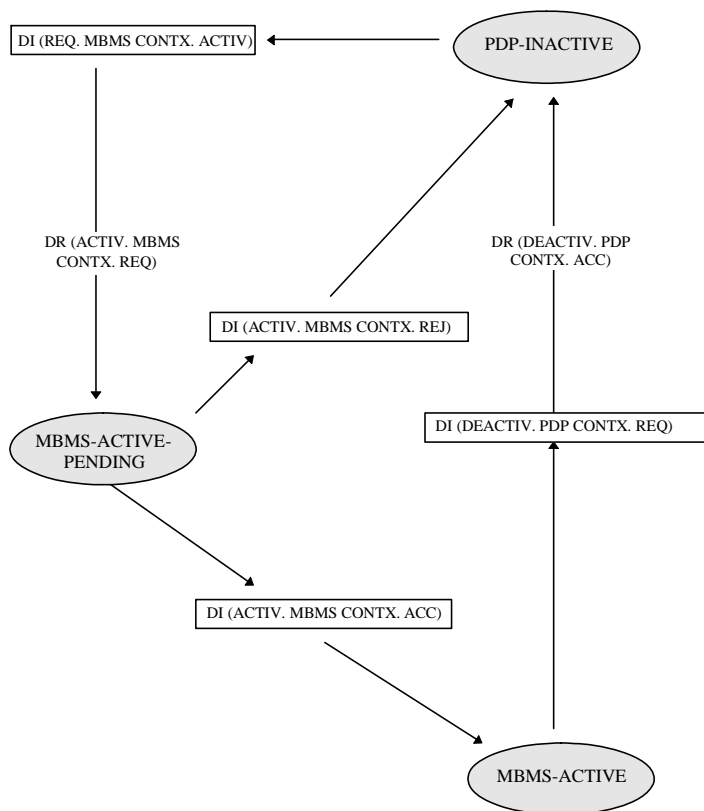 DI (REQ. MBMS CONTX. ACTIV)
PDP-INACTIVE
DR (ACTIV. MBMS
CONTX. REQ)
DR (DEACTIV. PDP
CONTX. ACC)
DI (ACTIV. MBMS CONTX. REJ)
MBMS-ACTIVE-
PENDING
DI (DEACTIV. PDP CONTX. REQ)
DI (ACTIV. MBMS CONTX. ACC)
MBMS-ACTIVE